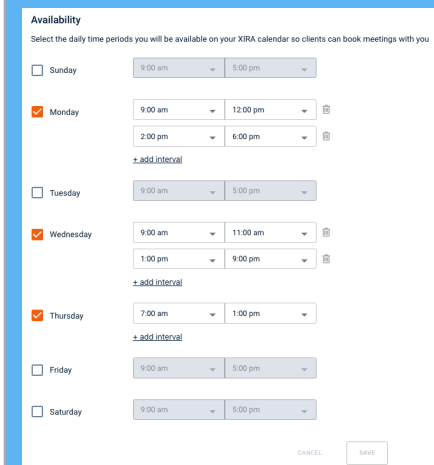 Availability
Select the daily time periods you will be available on your XIRA calendar so clients can book meetings with you
Sunday 9:00 am 5:00 pm
Monday 9:00 am 12:00 pm
2:00 pm 6:00 pm
+ add interval
Tuesday 9:00 am 5:00 pm
Wednesday 9:00 am 11:00 am
1:00 pm 9:00 pm
+ add interval
Thursday 7:00 am 1:00 pm
+ add interval
Friday 9:00 am 5:00 pm
Saturday 9:00 am 5:00 pm
CANCEL SAVE